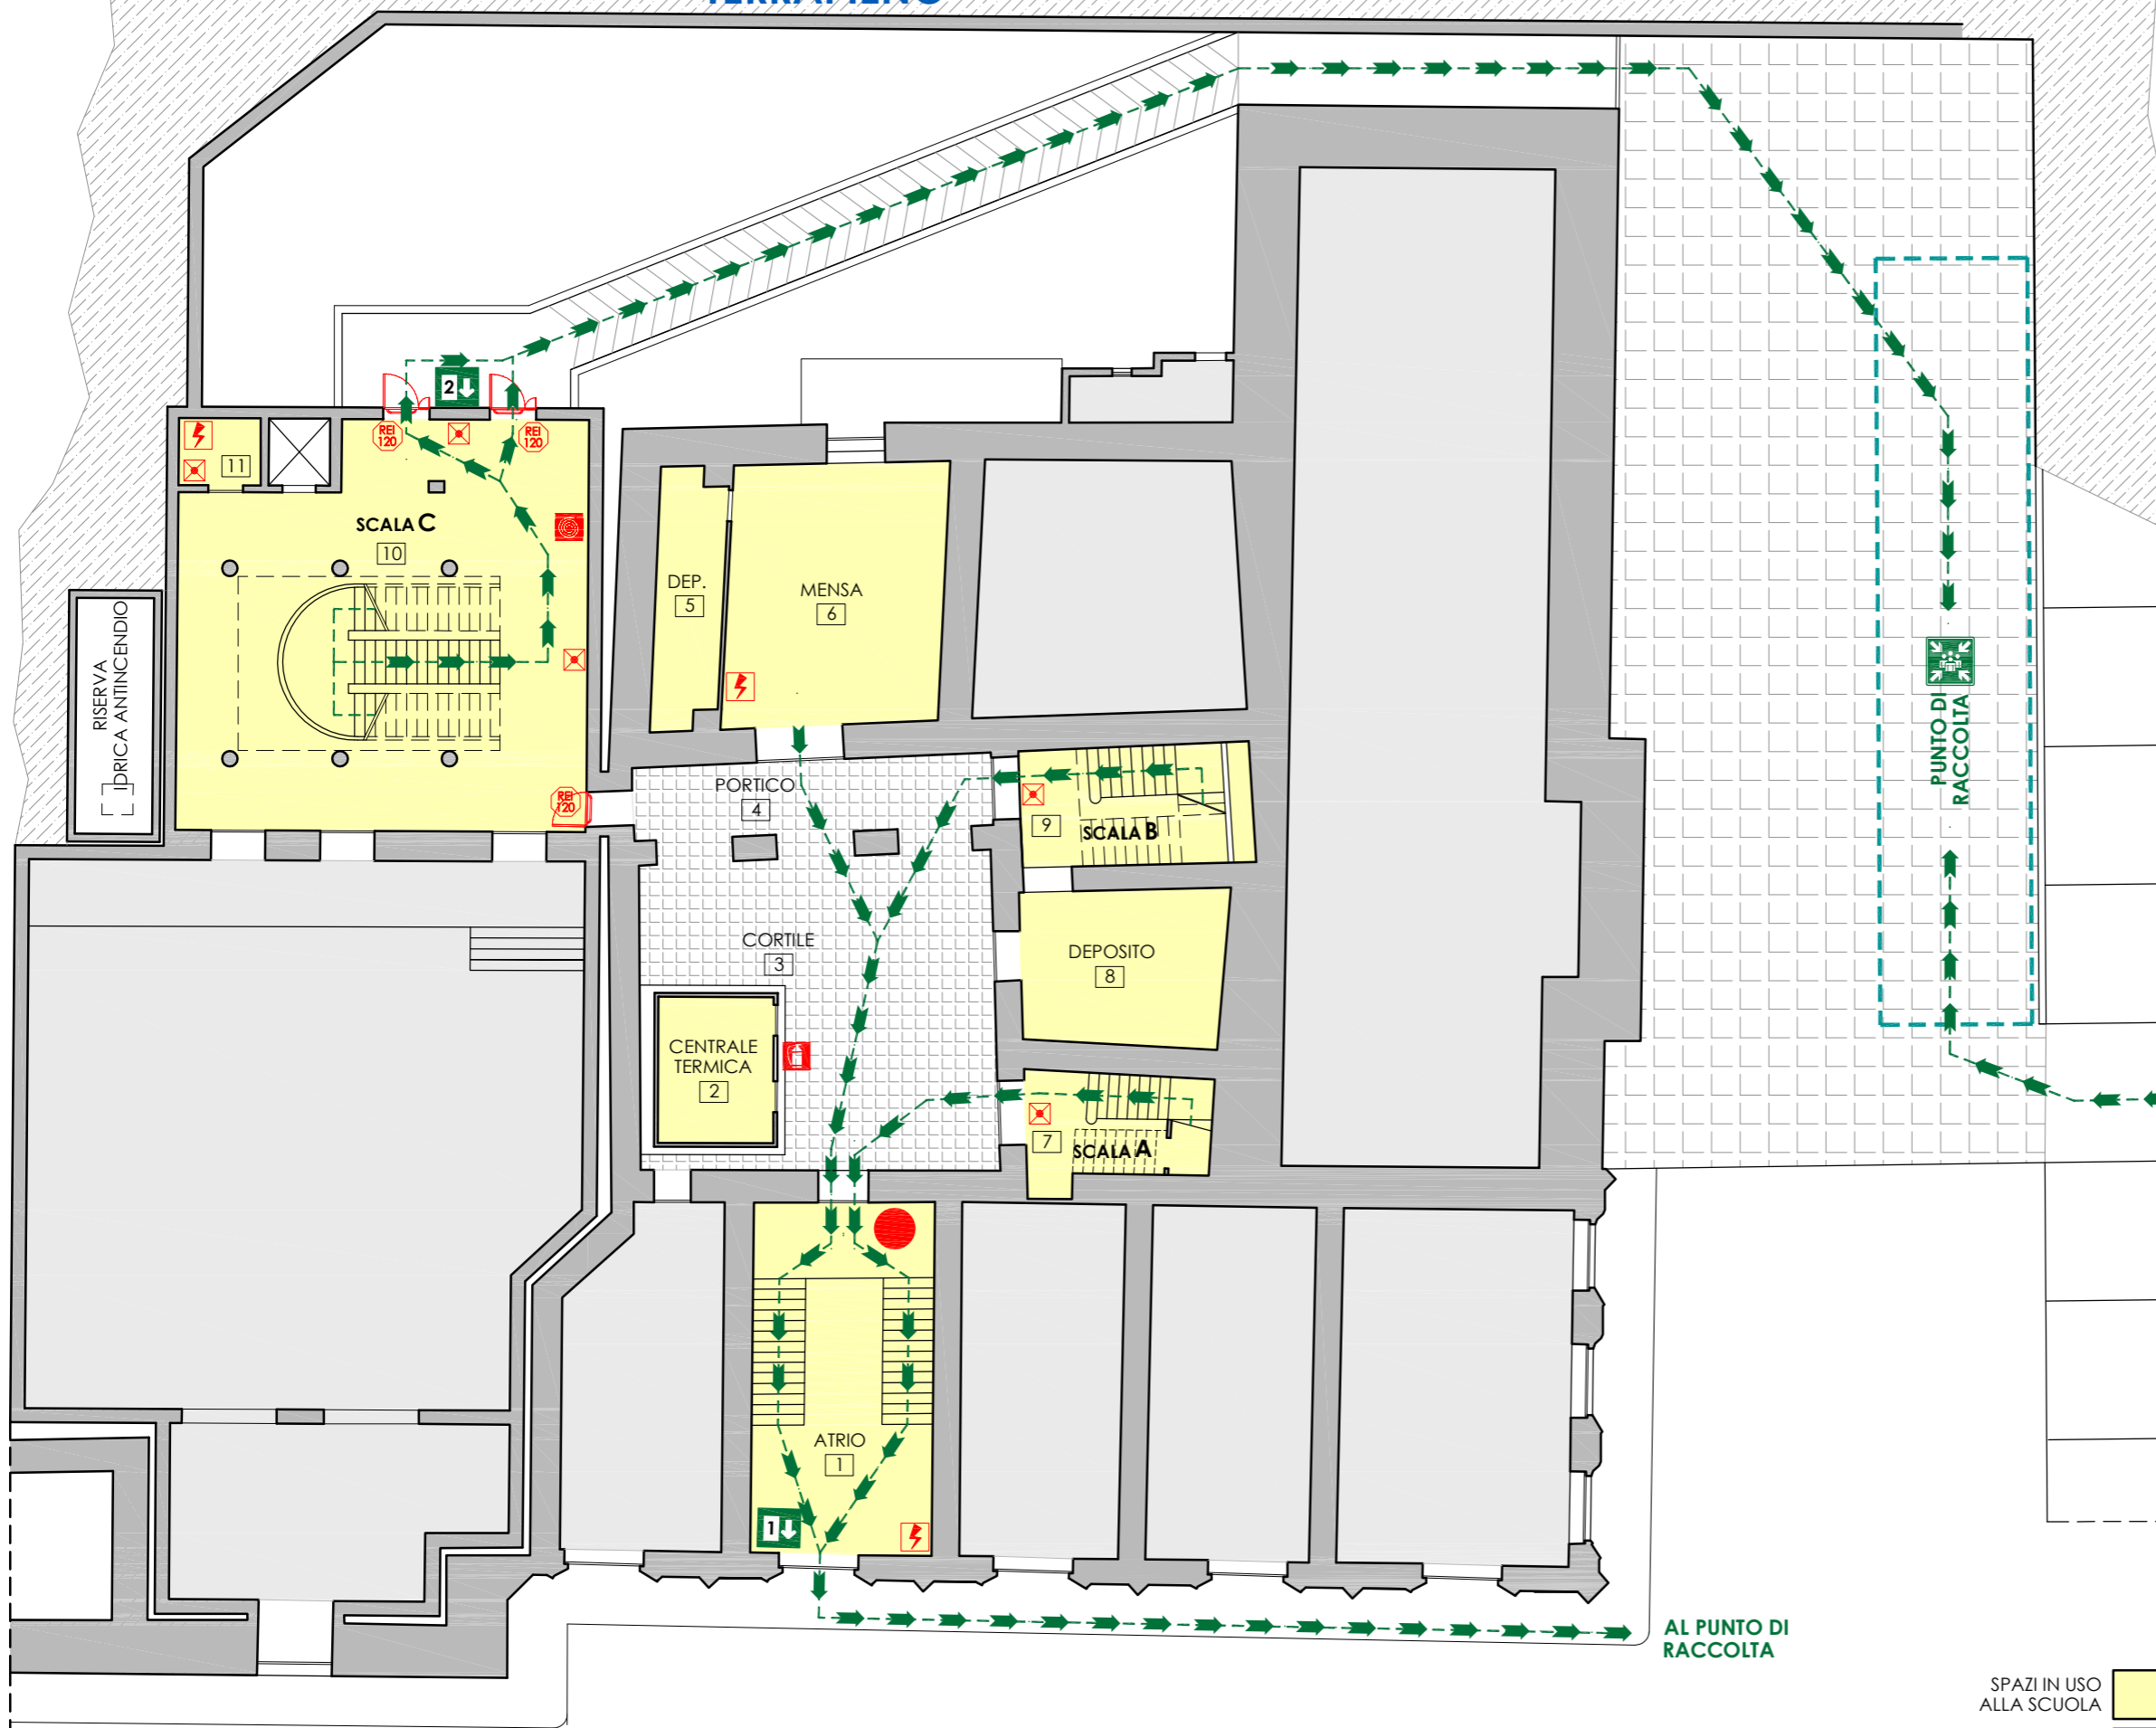 TERRAPIENO
2
REI
120
REI
120
11
SCALA C
10
DEP.
5
MENSA
6
RISERVA
IDRICA ANTINCENDIO
PUNTO DI
RACCOLTA
REI
120
PORTICO
4
9
SCALA B
CORTILE
3
DEPOSITO
8
CENTRALE
TERMICA
2
7
SCALA A
ATRIO
1
1
AL PUNTO DI
RACCOLTA
SPAZI IN USO
ALLA SCUOLA